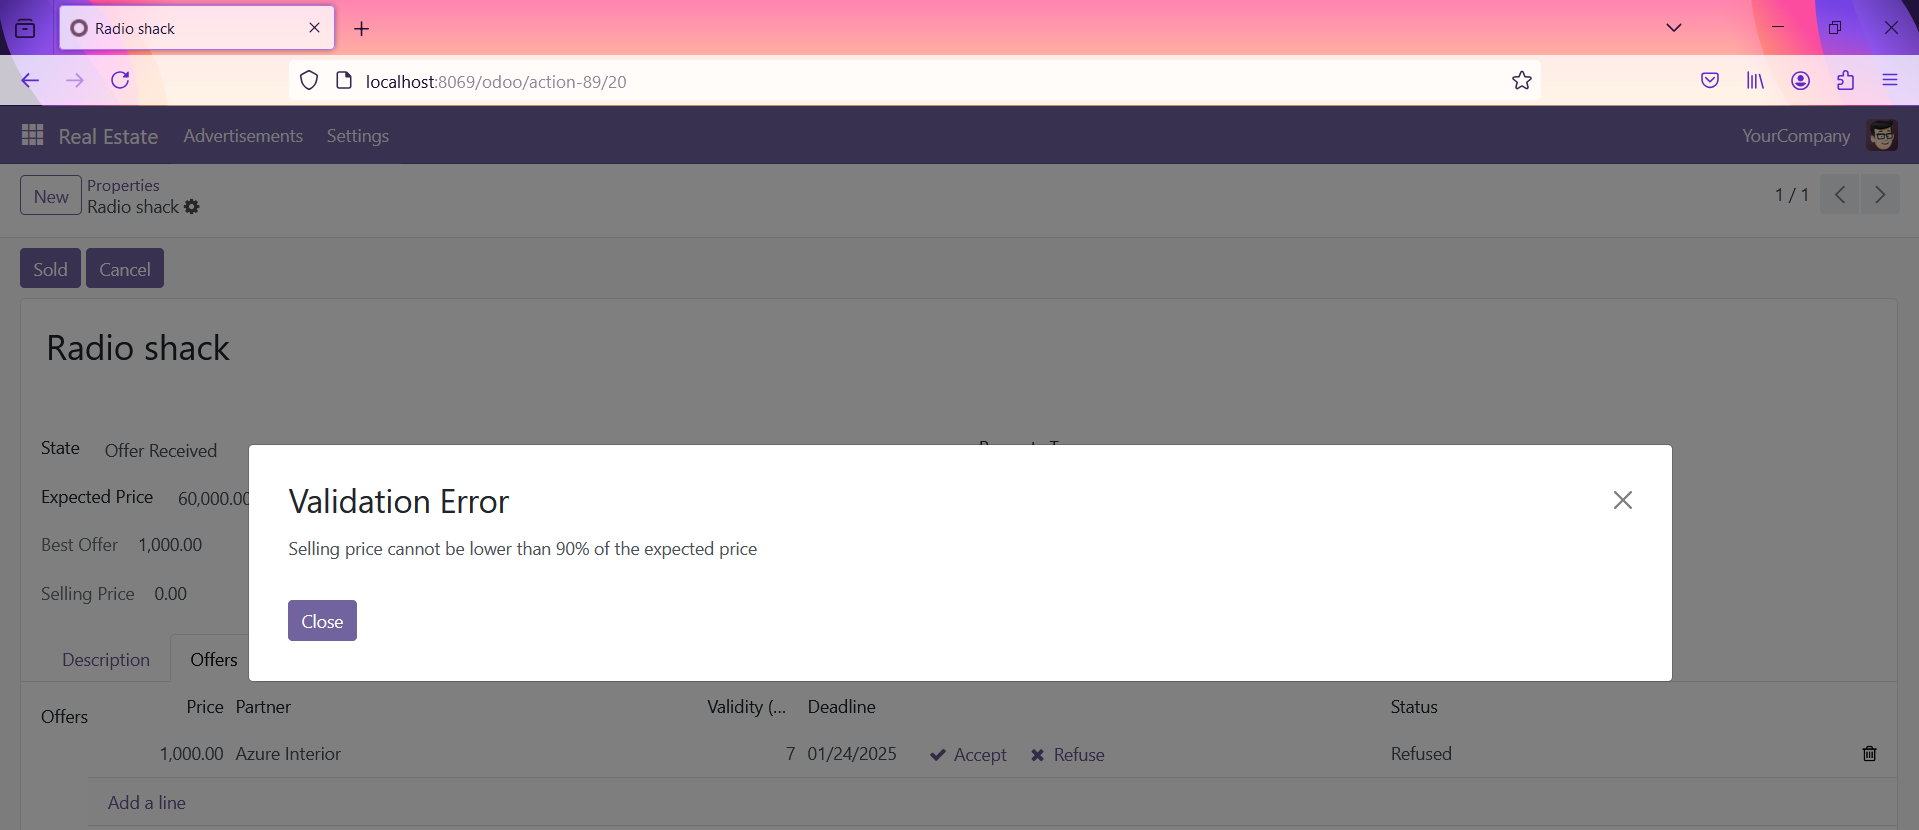 Radio shack
localhost:8069/odoo/action-89/20
Real Estate Advertisements Settings YourCompany
New Properties
Radio shack 1 / 1
Sold Cancel
Radio shack
State Offer Received
Expected Price 60,000.00
Best Offer 1,000.00
Selling Price 0.00
Validation Error
Selling price cannot be lower than 90% of the expected price
Close
Description Offers
Offers Price Partner Validity (... Deadline Status
1,000.00 Azure Interior 7 01/24/2025 Accept Refuse Refused
Add a line